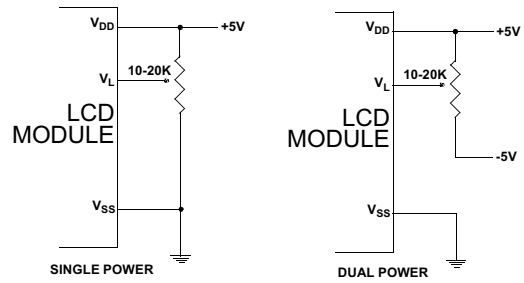 VDD
+5V
VL
10-20K
LCD
MODULE
VSS
SINGLE POWER
VDD
+5V
VL
10-20K
LCD
MODULE
-5V
VSS
DUAL POWER